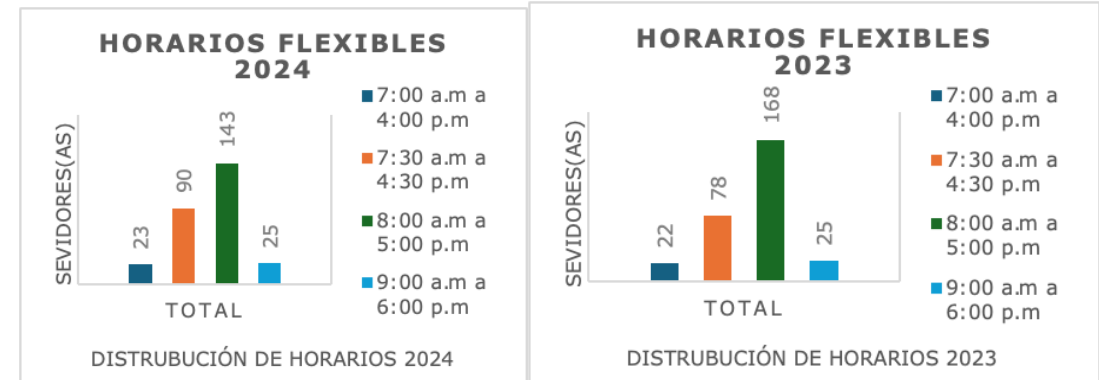 HORARIOS FLEXIBLES
2024
SEVIDORES(AS)
23
90
143
25
TOTAL
7:00 a.m a
4:00 p.m
7:30 a.m a
4:30 p.m
8:00 a.m a
5:00 p.m
9:00 a.m a
6:00 p.m
DISTRUBUCIÓN DE HORARIOS 2024
HORARIOS FLEXIBLES
2023
SEVIDORES(AS)
22
78
168
25
TOTAL
7:00 a.m a
4:00 p.m
7:30 a.m a
4:30 p.m
8:00 a.m a
5:00 p.m
9:00 a.m a
6:00 p.m
DISTRUBUCIÓN DE HORARIOS 2023